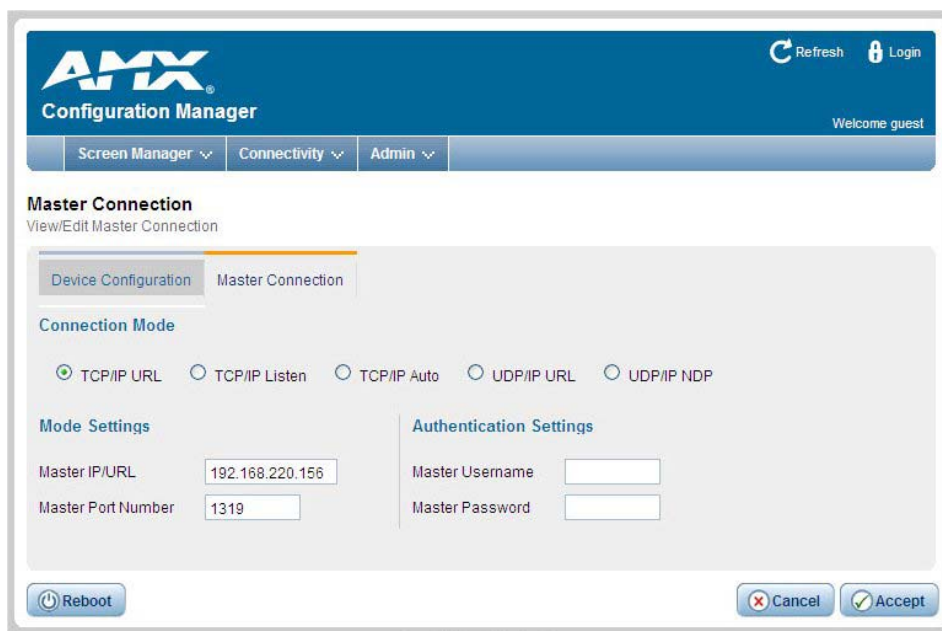 AMX®
Refresh Login
Configuration Manager
Welcome guest
Screen Manager Connectivity Admin
Master Connection
View/Edit Master Connection
Device Configuration Master Connection
Connection Mode
TCP/IP URL TCP/IP Listen TCP/IP Auto UDP/IP URL UDP/IP NDP
Mode Settings Authentication Settings
Master IP/URL 192.168.220.156 Master Username
Master Port Number 1319 Master Password
Reboot Cancel Accept